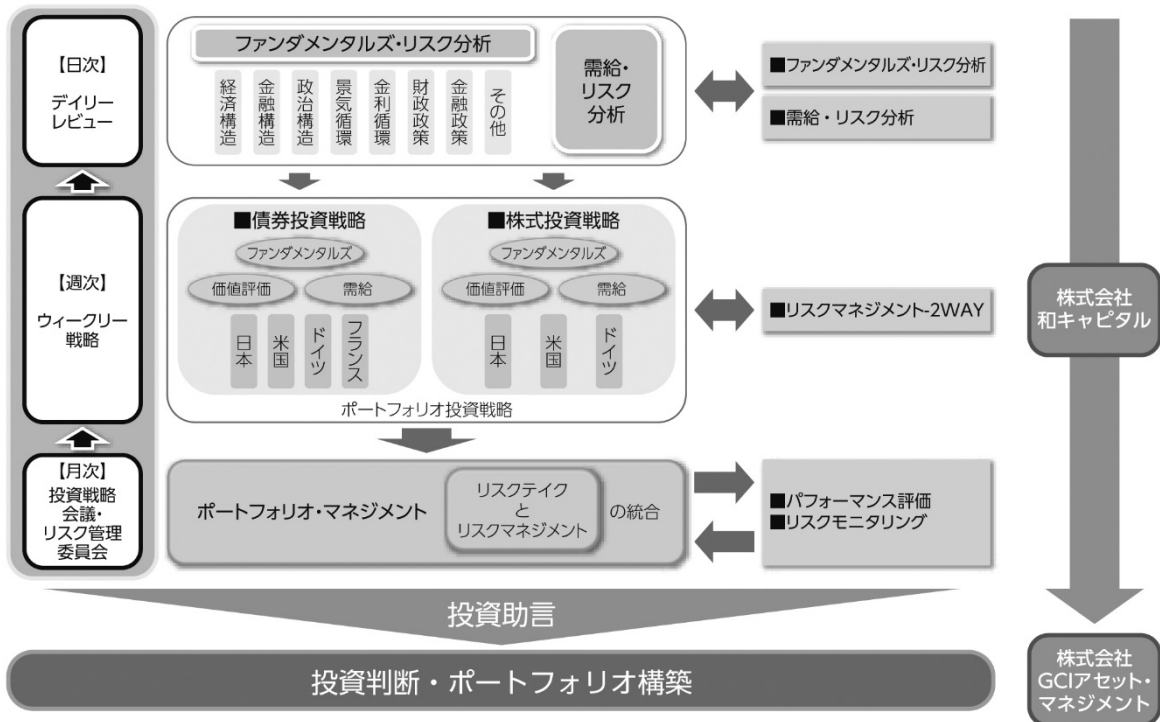 【日次】
デイリー
レビュー
【週次】
ウィークリー
戦略
【月次】
投資戦略
会議・
リスク管理
委員会
ファンダメンタルズ・リスク分析
経済構造
金融構造
政治構造
景気循環
金利循環
財政政策
金融政策
その他
需給・
リスク
分析
■ファンダメンタルズ・リスク分析
■需給・リスク分析
■債券投資戦略
ファンダメンタルズ
価値評価
需給
日本
米国
ドイツ
フランス
■株式投資戦略
ファンダメンタルズ
価値評価
需給
日本
米国
ドイツ
ポートフォリオ投資戦略
■リスクマネジメント-2WAY
ポートフォリオ・マネジメント
リスクテイク
と
リスクマネジメント
の統合
■パフォーマンス評価
■リスクモニタリング
投資助言
投資判断・ポートフォリオ構築
株式会社
和キャピタル
株式会社
GCIアセット・
マネジメント